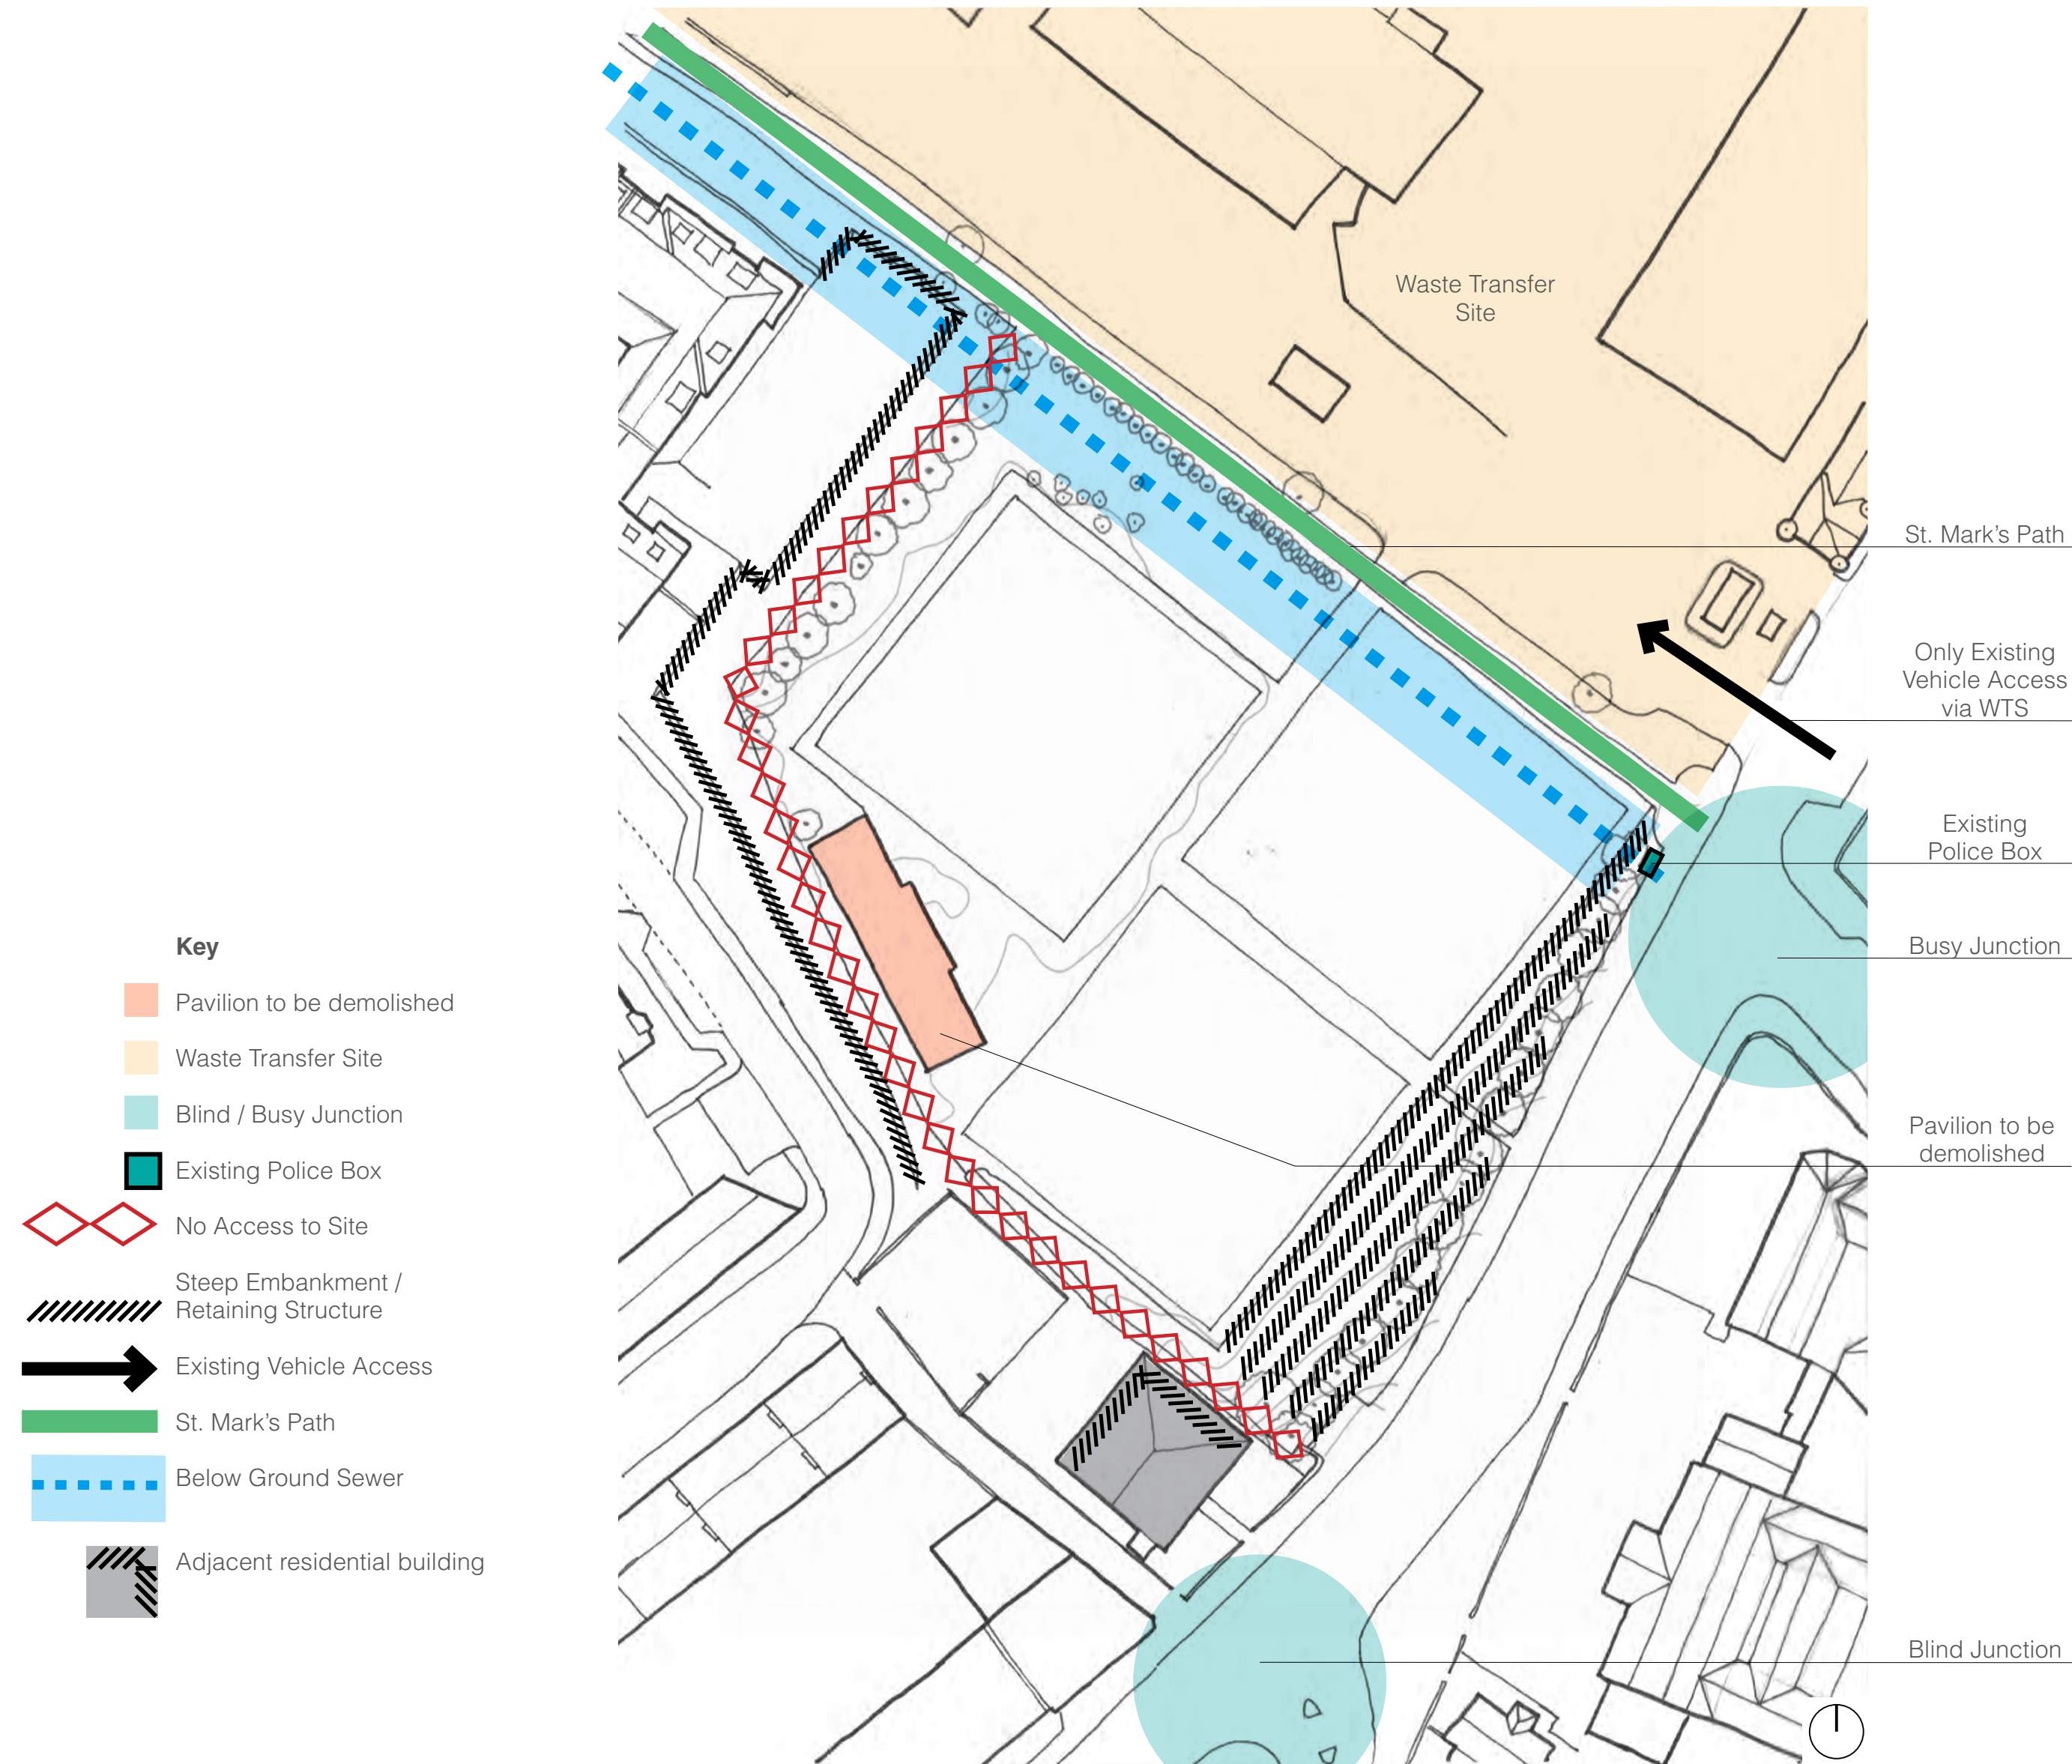 Waste Transfer
Site
St. Mark's Path
Only Existing
Vehicle Access
via WTS
Existing
Police Box
Busy Junction
Pavilion to be
demolished
Blind Junction
Key
Pavilion to be demolished
Waste Transfer Site
Blind / Busy Junction
Existing Police Box
No Access to Site
Steep Embankment /
Retaining Structure
Existing Vehicle Access
St. Mark's Path
Below Ground Sewer
Adjacent residential building